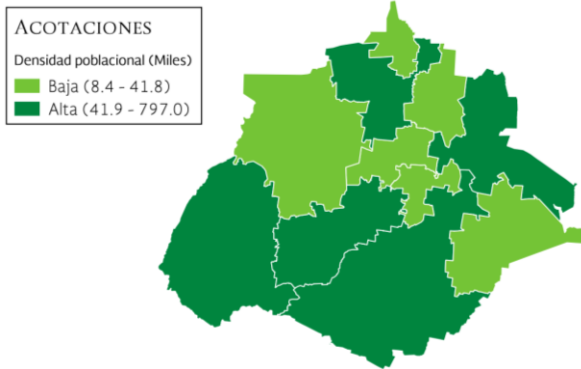 ACOTACIONES
Densidad poblacional (Miles)
Baja (8.4 - 41.8)
Alta (41.9 - 797.0)